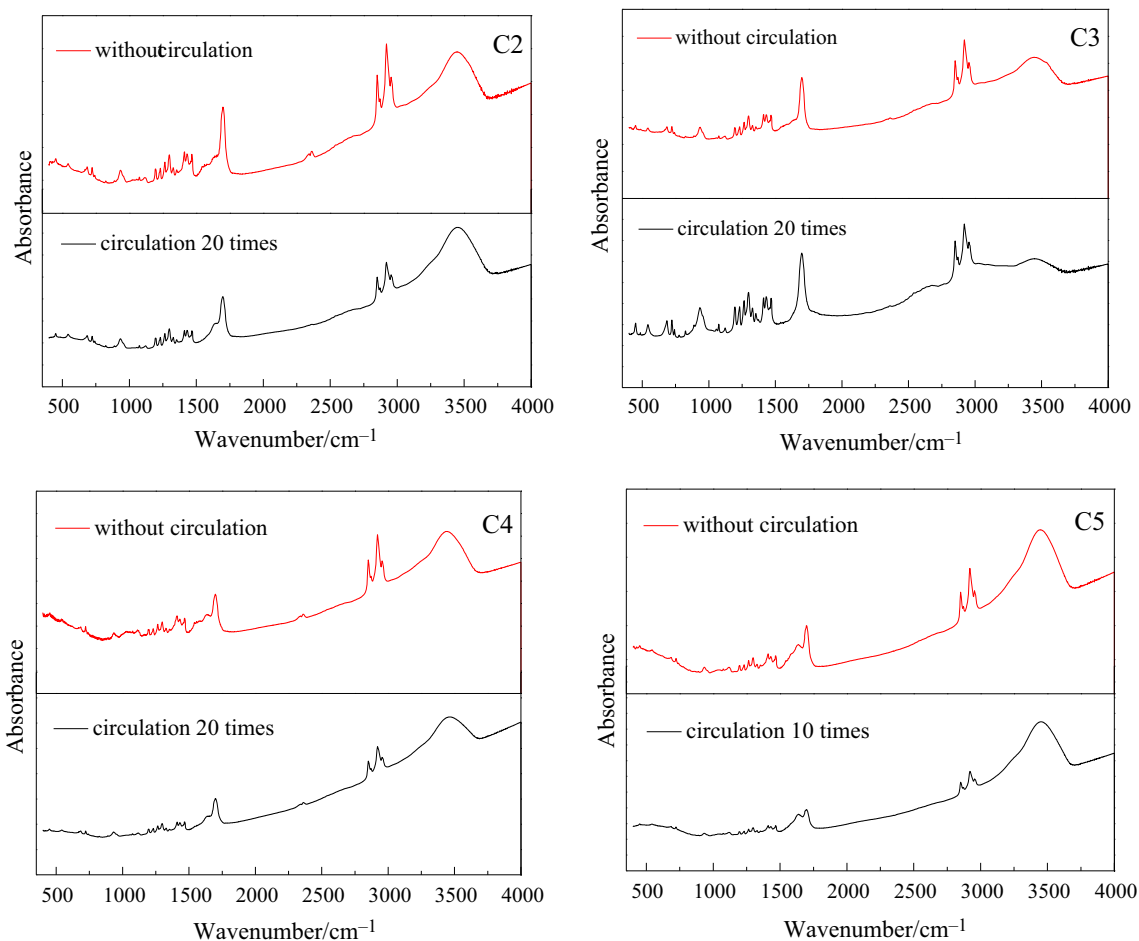 without circulation
C2
circulation 20 times
Absorbance
500 1000 1500 2000 2500 3000 3500 4000
Wavenumber/cm–1
without circulation
C3
circulation 20 times
Absorbance
500 1000 1500 2000 2500 3000 3500 4000
Wavenumber/cm–1
without circulation
C4
circulation 20 times
Absorbance
500 1000 1500 2000 2500 3000 3500 4000
Wavenumber/cm–1
without circulation
C5
circulation 10 times
Absorbance
500 1000 1500 2000 2500 3000 3500 4000
Wavenumber/cm–1